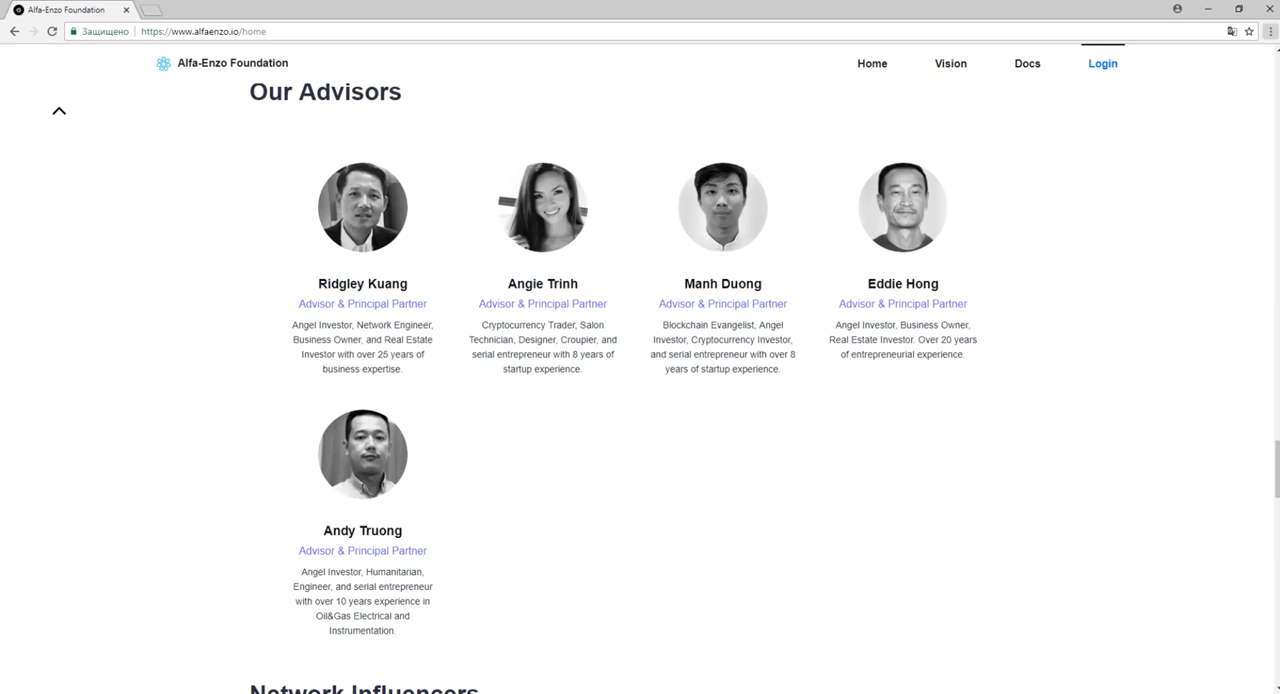 Alfa-Enzo Foundation
Защищено
https://www.alfaenzo.io/home
Alfa-Enzo Foundation
Home
Vision
Docs
Login
Our Advisors
Ridgley Kuang
Advisor & Principal Partner
Angel Investor, Network Engineer,
Business Owner, and Real Estate
Investor with over 25 years of
business expertise.
Angie Trinh
Advisor & Principal Partner
Cryptocurrency Trader, Salon
Technician, Designer, Croupier, and
serial entrepreneur with 8 years of
startup experience.
Manh Duong
Advisor & Principal Partner
Blockchain Evangelist, Angel
Investor, Cryptocurrency Investor,
and serial entrepreneur with over 8
years of startup experience.
Eddie Hong
Advisor & Principal Partner
Angel Investor, Business Owner,
Real Estate Investor. Over 20 years
of entrepreneurial experience.
Andy Truong
Advisor & Principal Partner
Angel Investor, Humanitarian,
Engineer, and serial entrepreneur
with over 10 years experience in
Oil&Gas Electrical and
Instrumentation.
Network Influencers